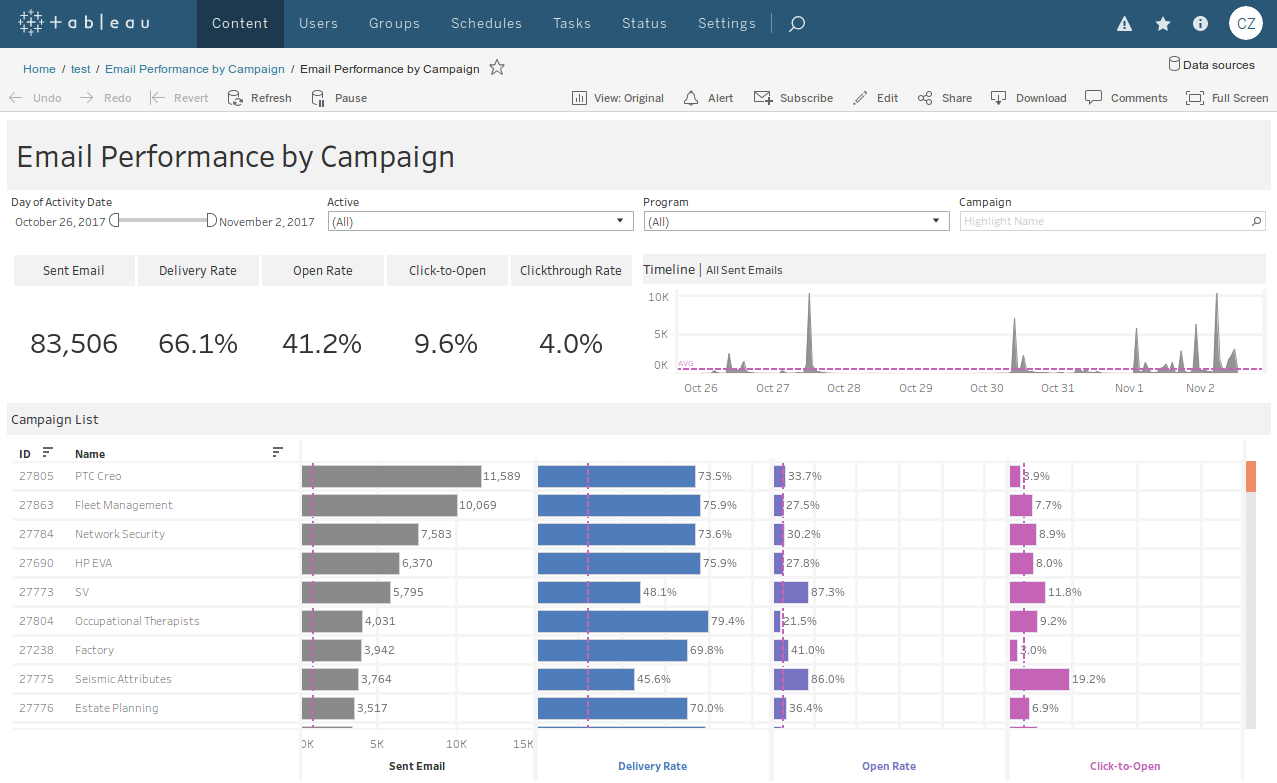 tableau Content Users Groups Schedules Tasks Status Settings CZ
Home / test / Email Performance by Campaign / Email Performance by Campaign Data sources
Undo Redo Revert Refresh Pause View: Original Alert Subscribe Edit Share Download Comments Full Screen
Email Performance by Campaign
Day of Activity Date Active Program Campaign
October 26, 2017 November 2, 2017 (All) (All) Highlight Name
Sent Email Delivery Rate Open Rate Click-to-Open Clickthrough Rate
83,506 66.1% 41.2% 9.6% 4.0%
Timeline | All Sent Emails
10K
5K
0K AVG
Oct 26 Oct 27 Oct 28 Oct 29 Oct 30 Oct 31 Nov 1 Nov 2
Campaign List
ID Name
27805 PTC Creo 11,589 73.5% 33.7% 3.9%
27863 Fleet Management 10,069 75.9% 27.5% 7.7%
27784 Network Security 7,583 73.6% 30.2% 8.9%
27690 HP EVA 6,370 75.9% 27.8% 8.0%
27773 SV 5,795 48.1% 87.3% 11.8%
27804 Occupational Therapists 4,031 79.4% 21.5% 9.2%
27238 Factory 3,942 69.8% 41.0% 3.0%
27775 Seismic Attributes 3,764 45.6% 86.0% 19.2%
27776 Estate Planning 3,517 70.0% 36.4% 6.9%
0K 5K 10K 15K
Sent Email Delivery Rate Open Rate Click-to-Open